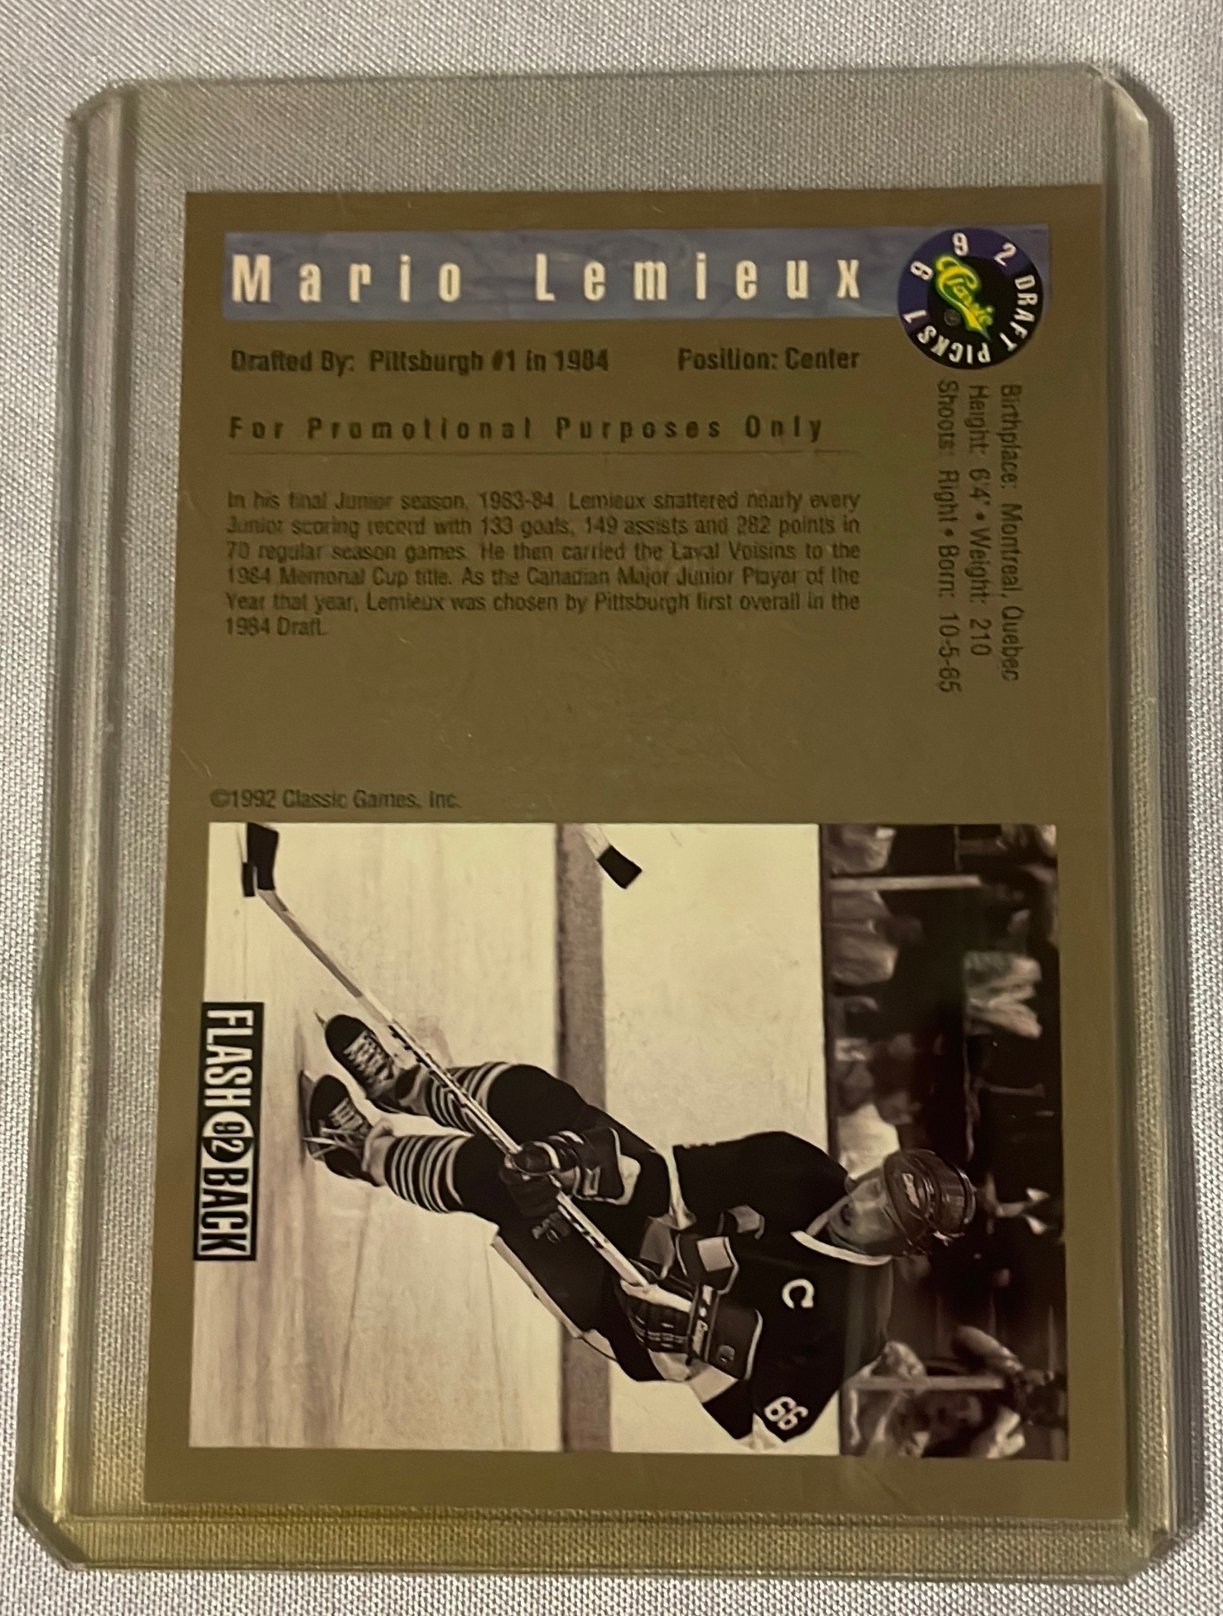 Mario Lemieux
1992 DRAFT PICKS
Classic
Drafted By: Pittsburgh #1 in 1984 Position: Center
For Promotional Purposes Only
In his final Junior season, 1983-84 Lemieux shattered nearly every
Junior scoring record with 133 goals, 149 assists and 282 points in
70 regular season games. He then carried the Laval Voisins to the
1984 Memorial Cup title. As the Canadian Major Junior Player of the
Year that year, Lemieux was chosen by Pittsburgh first overall in the
1984 Draft.
Birthplace: Montreal, Quebec
Height: 6'4" • Weight: 210
Shoots: Right • Born: 10-5-65
©1992 Classic Games, Inc.
FLASH 92 BACK
C
66